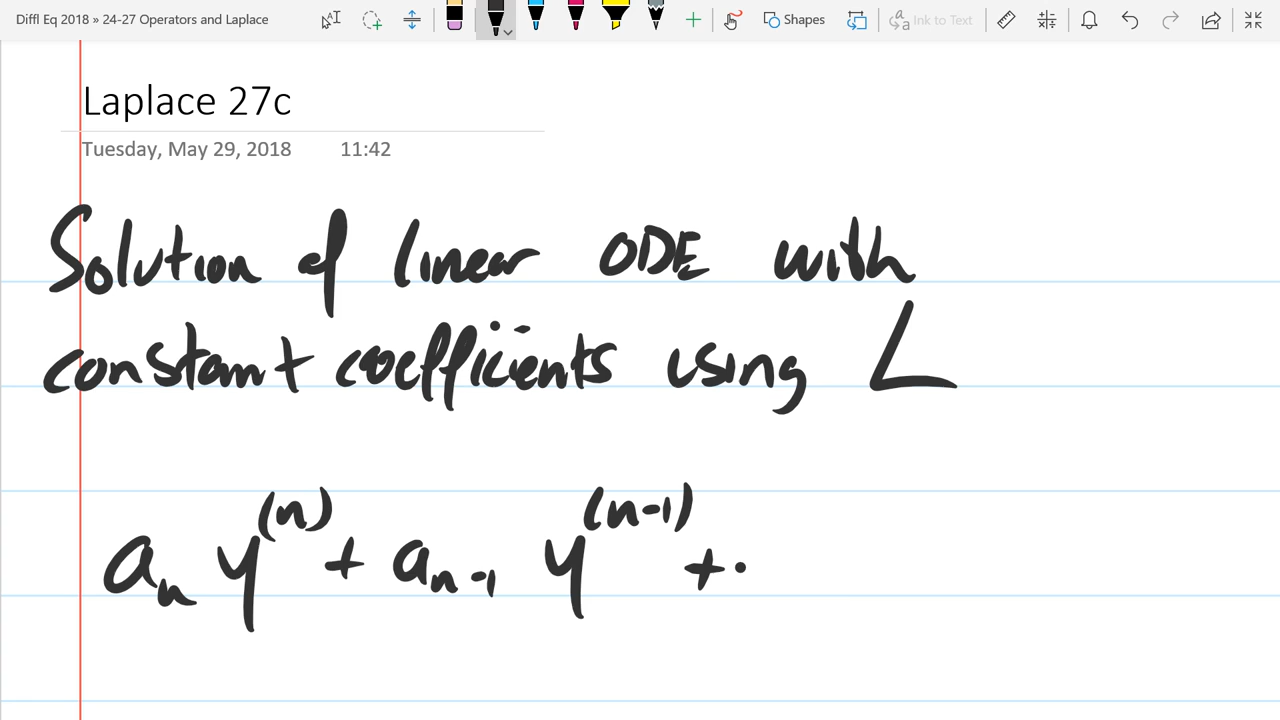 Diffl Eq 2018 » 24-27 Operators and Laplace
Shapes
Ink to Text
Laplace 27c
Tuesday, May 29, 2018 11:42
Solution of linear ODE with
constant coefficients using L
aₙ y⁽ⁿ⁾ + aₙ₋₁ y⁽ⁿ⁻¹⁾ + ·